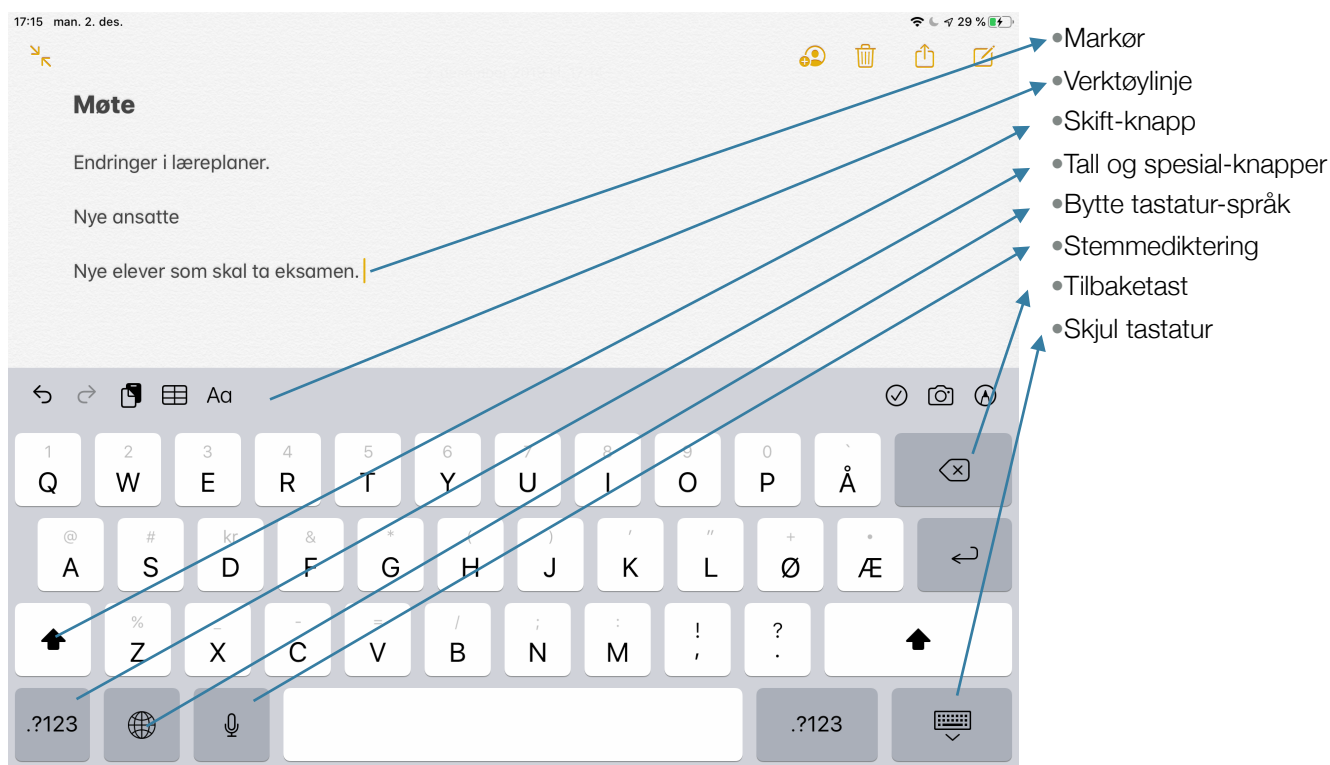 17:15 man. 2. des.
29 %
Møte
Endringer i læreplaner.
Nye ansatte
Nye elever som skal ta eksamen.
•Markør
•Verktøylinje
•Skift-knapp
•Tall og spesial-knapper
•Bytte tastatur-språk
•Stemmediktering
•Tilbaketast
•Skjul tastatur
Aa
1 2 3 4 5 6 7 8 9 0 `
Q W E R T Y U I O P Å
@ # kr & * ( ) ' " + •
A S D F G H J K L Ø Æ
% _ - = / ; : ! ?
Z X C V B N M , .
.?123 .?123